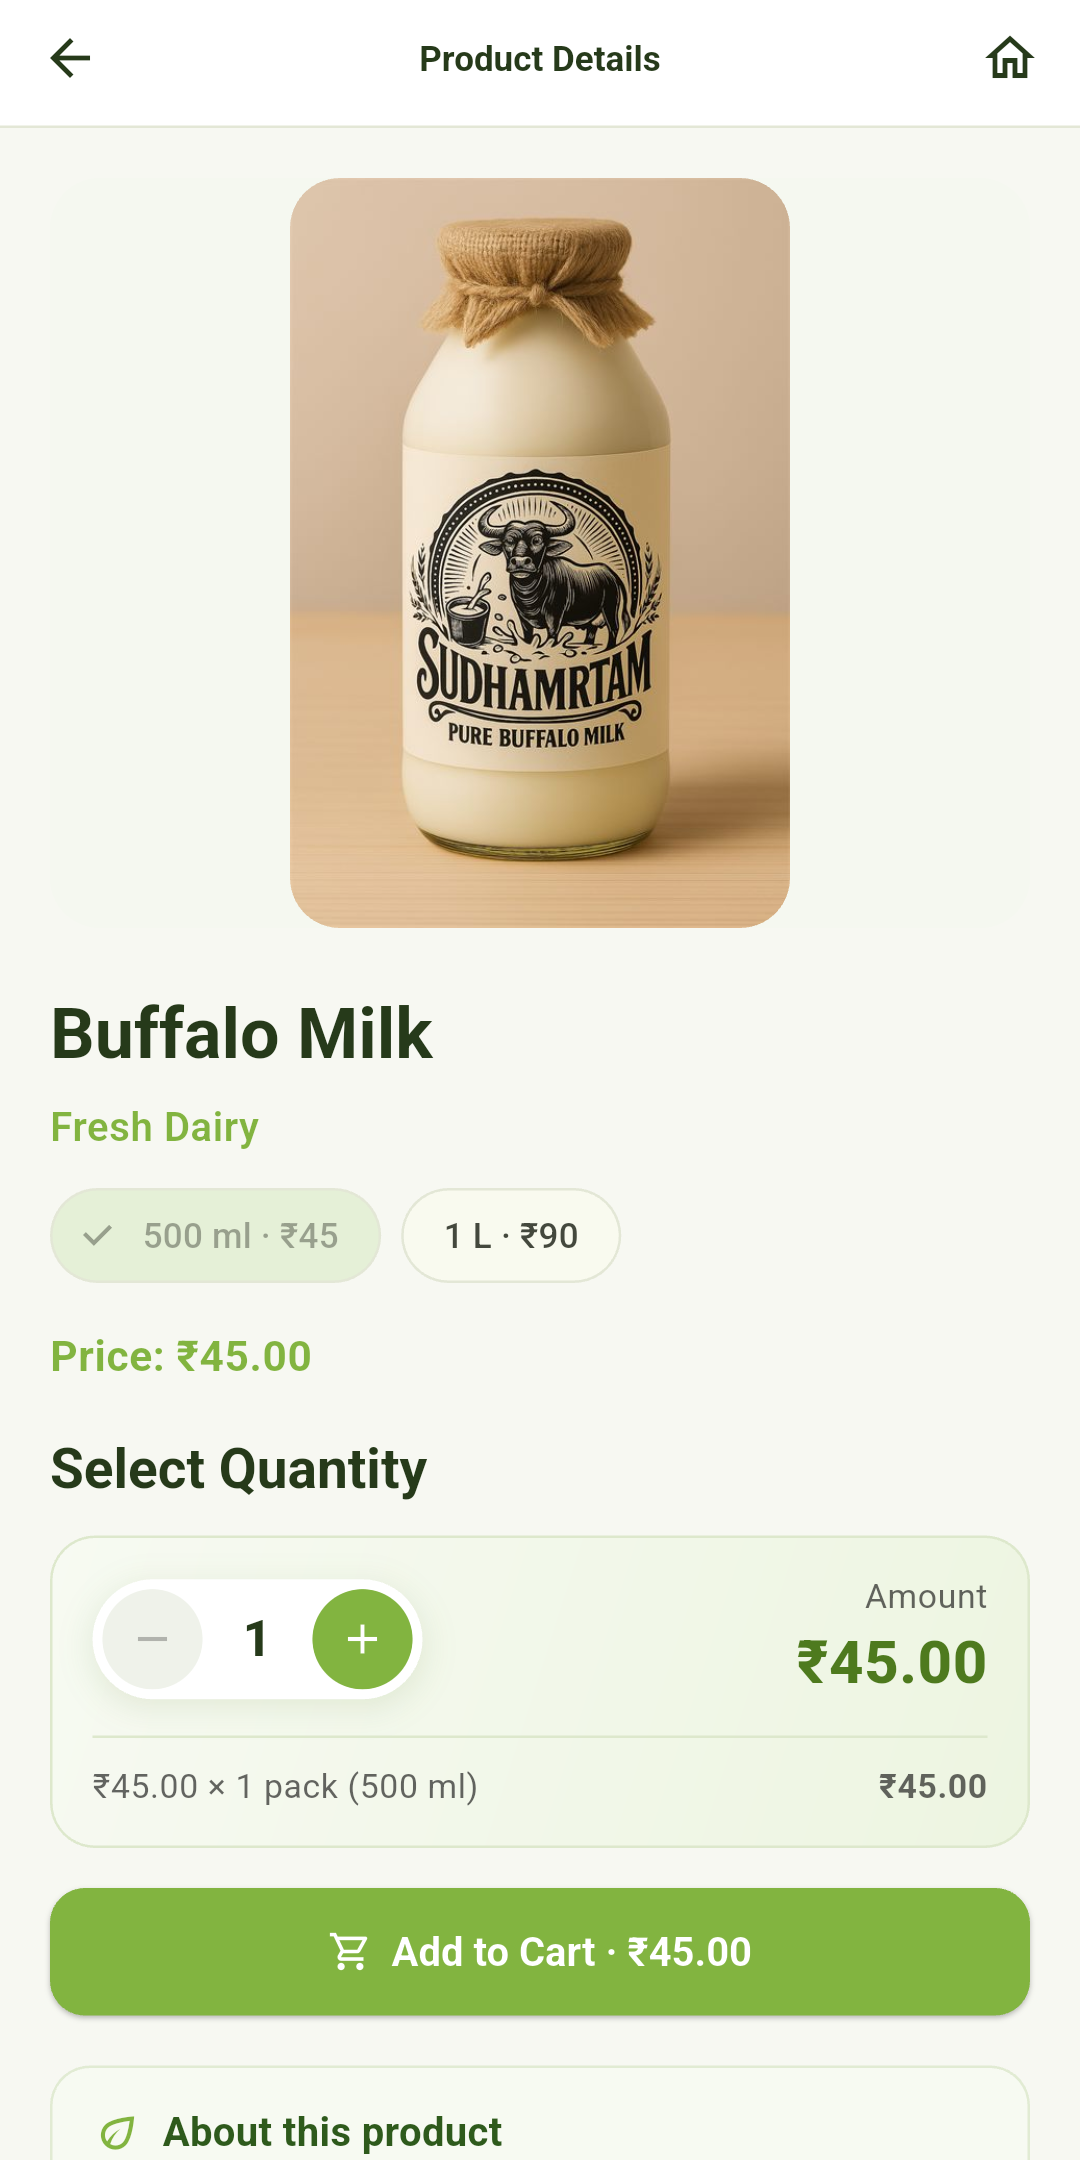 Product Details
SUDHAMRTAM
PURE BUFFALO MILK
Buffalo Milk
Fresh Dairy
500 ml · ₹45
1 L · ₹90
Price: ₹45.00
Select Quantity
1
Amount
₹45.00
₹45.00 × 1 pack (500 ml)
₹45.00
Add to Cart · ₹45.00
About this product